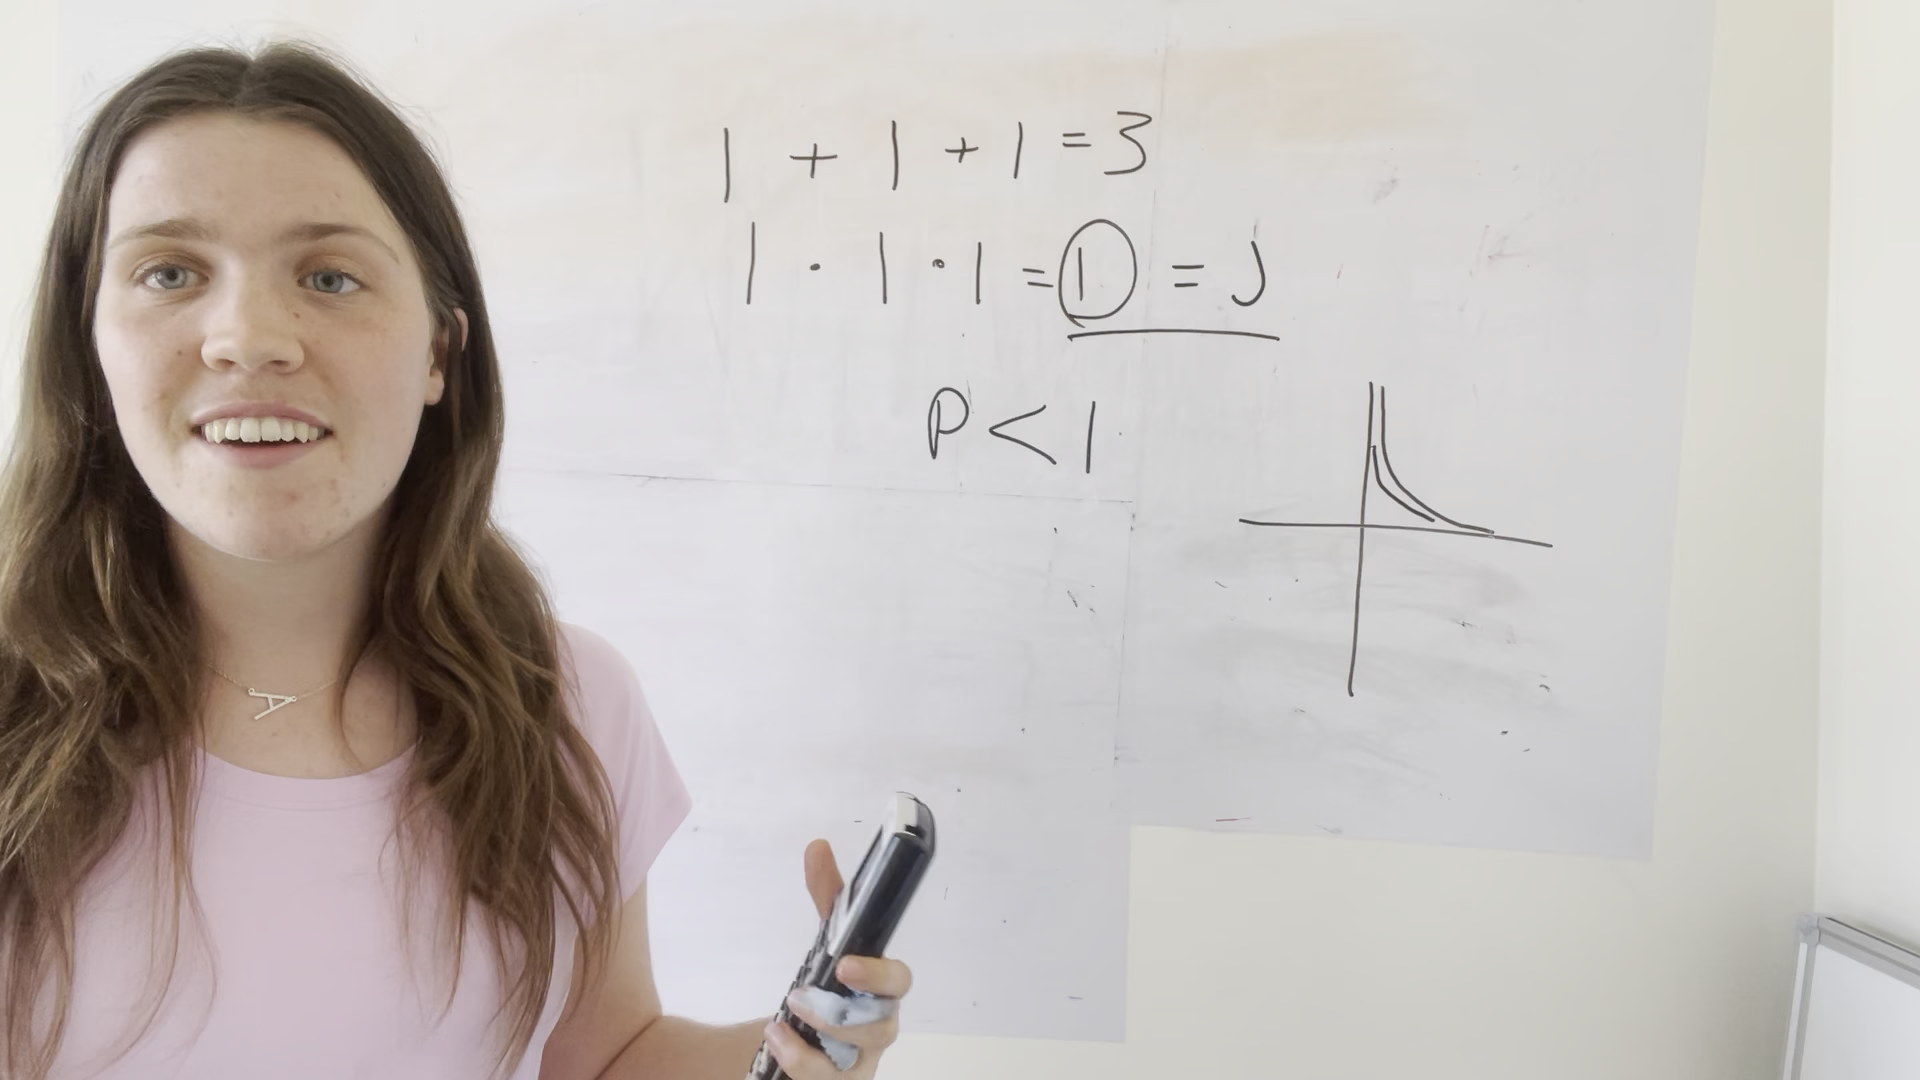 1 + 1 + 1 = 3
1 · 1 · 1 = 1 = J
P < 1
A